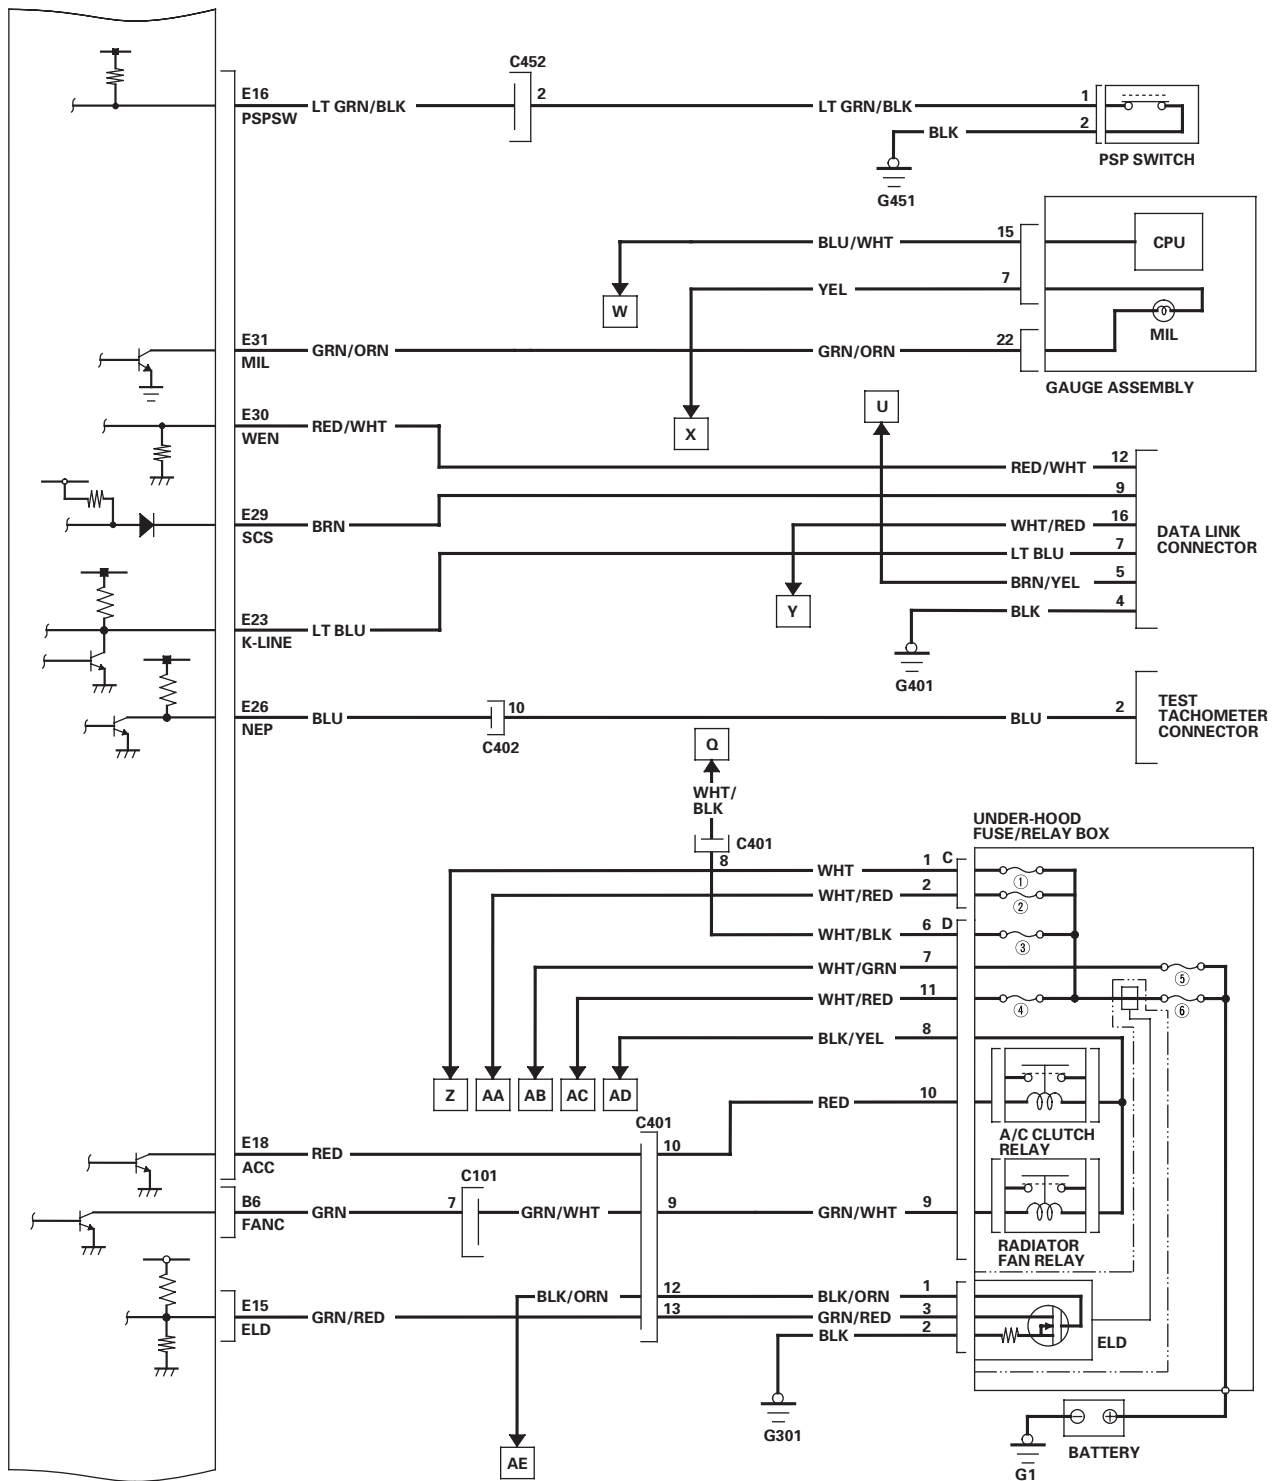 C452
E16
LT GRN/BLK
2
LT GRN/BLK
1
PSPSW
BLK
2
PSP SWITCH
G451
BLU/WHT
15
CPU
YEL
7
W
E31
GRN/ORN
GRN/ORN
22
MIL
MIL
GAUGE ASSEMBLY
E30
RED/WHT
X
U
WEN
RED/WHT
12
9
E29
BRN
WHT/RED
16
SCS
LT BLU
7
DATA LINK
CONNECTOR
BRN/YEL
5
Y
BLK
4
E23
LT BLU
K-LINE
G401
E26
BLU
10
BLU
2
TEST
TACHOMETER
CONNECTOR
NEP
C402
Q
WHT/
BLK
UNDER-HOOD
FUSE/RELAY BOX
C401
8
WHT
1
C
①
WHT/RED
2
②
WHT/BLK
6
D
③
WHT/GRN
7
⑤
WHT/RED
11
④
⑥
BLK/YEL
8
Z
AA
AB
AC
AD
RED
10
C401
A/C CLUTCH
RELAY
E18
RED
10
ACC
C101
B6
GRN
7
GRN/WHT
9
GRN/WHT
9
FANC
RADIATOR
FAN RELAY
BLK/ORN
12
BLK/ORN
1
E15
GRN/RED
13
GRN/RED
3
ELD
BLK
2
ELD
G301
AE
BATTERY
G1